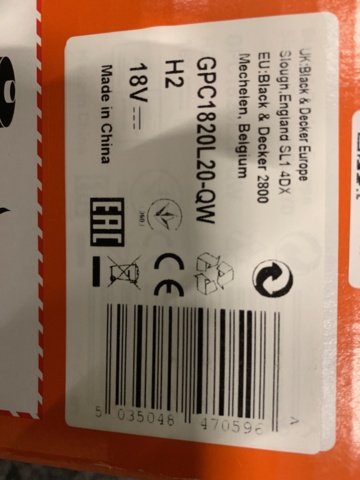 UK:Black & Decker Europe
Slough,England SL1 4DX
EU:Black & Decker 2800
Mechelen, Belgium
GPC1820L20-QW
H2
18V
Made in China
EAC
CE
5 035048 470596 >